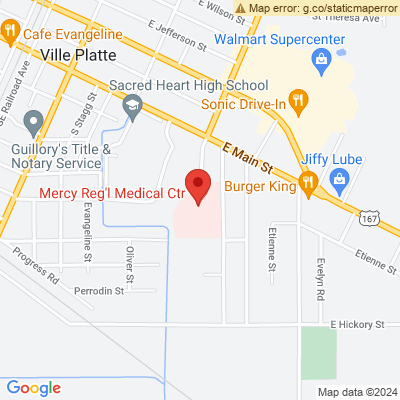 Map error: g.co/staticmaperror
E Wilson St
St Theresa Ave
Cafe Evangeline
E Jefferson St
Walmart Supercenter
Ville Platte
SE Railroad Ave
Sacred Heart High School
S Stagg St
Sonic Drive-In
Guillory's Title &
Notary Service
E Main St
Jiffy Lube
Mercy Reg'l Medical Ctr
Burger King
167
Evangeline St
Etienne St
Etienne St
Oliver St
Progress Rd
Evelyn Rd
Perrodin St
E Hickory St
Google
Map data ©2024